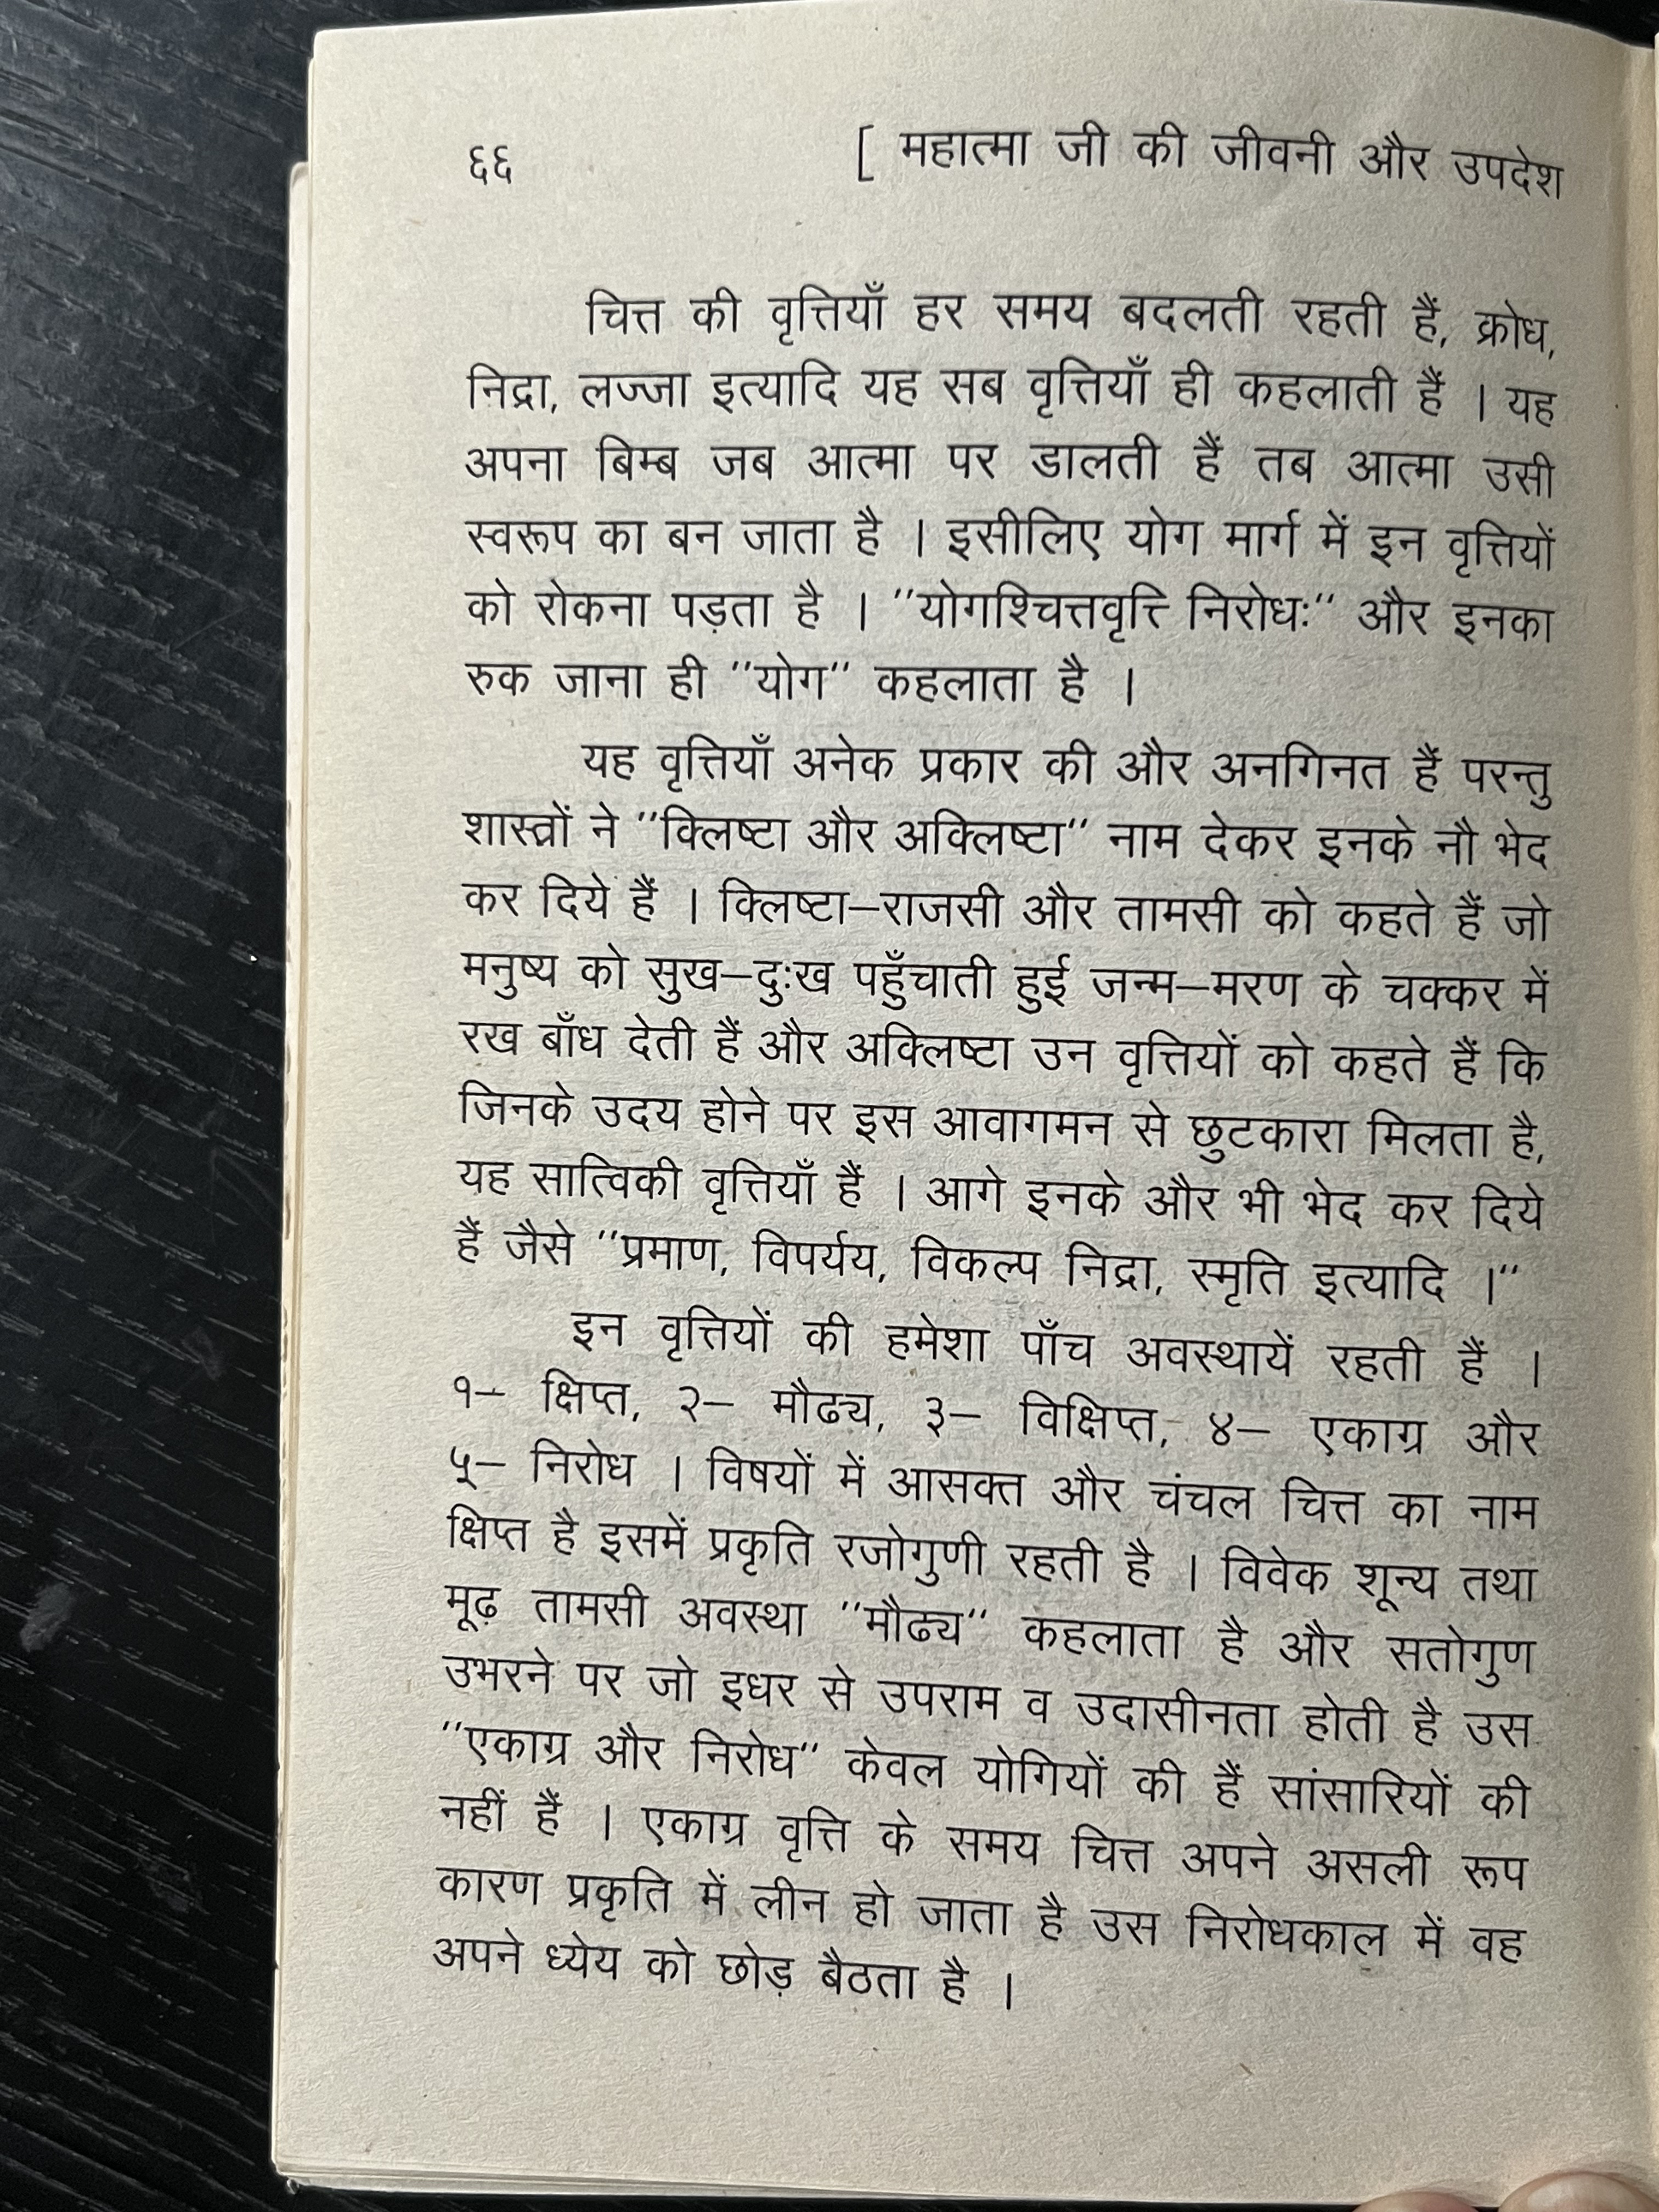 ६६ [ महात्मा जी की जीवनी और उपदेश
चित्त की वृत्तियाँ हर समय बदलती रहती हैं, क्रोध,
निद्रा, लज्जा इत्यादि यह सब वृत्तियाँ ही कहलाती हैं । यह
अपना बिम्ब जब आत्मा पर डालती हैं तब आत्मा उसी
स्वरूप का बन जाता है । इसीलिए योग मार्ग में इन वृत्तियों
को रोकना पड़ता है । ''योगश्चित्तवृत्ति निरोधः'' और इनका
रुक जाना ही ''योग'' कहलाता है ।
यह वृत्तियाँ अनेक प्रकार की और अनगिनत हैं परन्तु
शास्त्रों ने ''क्लिष्टा और अक्लिष्टा'' नाम देकर इनके नौ भेद
कर दिये हैं । क्लिष्टा–राजसी और तामसी को कहते हैं जो
मनुष्य को सुख–दुःख पहुँचाती हुई जन्म–मरण के चक्कर में
रख बाँध देती हैं और अक्लिष्टा उन वृत्तियों को कहते हैं कि
जिनके उदय होने पर इस आवागमन से छुटकारा मिलता है,
यह सात्विकी वृत्तियाँ हैं । आगे इनके और भी भेद कर दिये
हैं जैसे ''प्रमाण, विपर्यय, विकल्प निद्रा, स्मृति इत्यादि ।''
इन वृत्तियों की हमेशा पाँच अवस्थायें रहती हैं ।
१– क्षिप्त, २– मौढ्य, ३– विक्षिप्त, ४– एकाग्र और
५– निरोध । विषयों में आसक्त और चंचल चित्त का नाम
क्षिप्त है इसमें प्रकृति रजोगुणी रहती है । विवेक शून्य तथा
मूढ़ तामसी अवस्था ''मौढ्य'' कहलाता है और सतोगुण
उभरने पर जो इधर से उपराम व उदासीनता होती है उस
''एकाग्र और निरोध'' केवल योगियों की हैं सांसारियों की
नहीं हैं । एकाग्र वृत्ति के समय चित्त अपने असली रूप
कारण प्रकृति में लीन हो जाता है उस निरोधकाल में वह
अपने ध्येय को छोड़ बैठता है ।